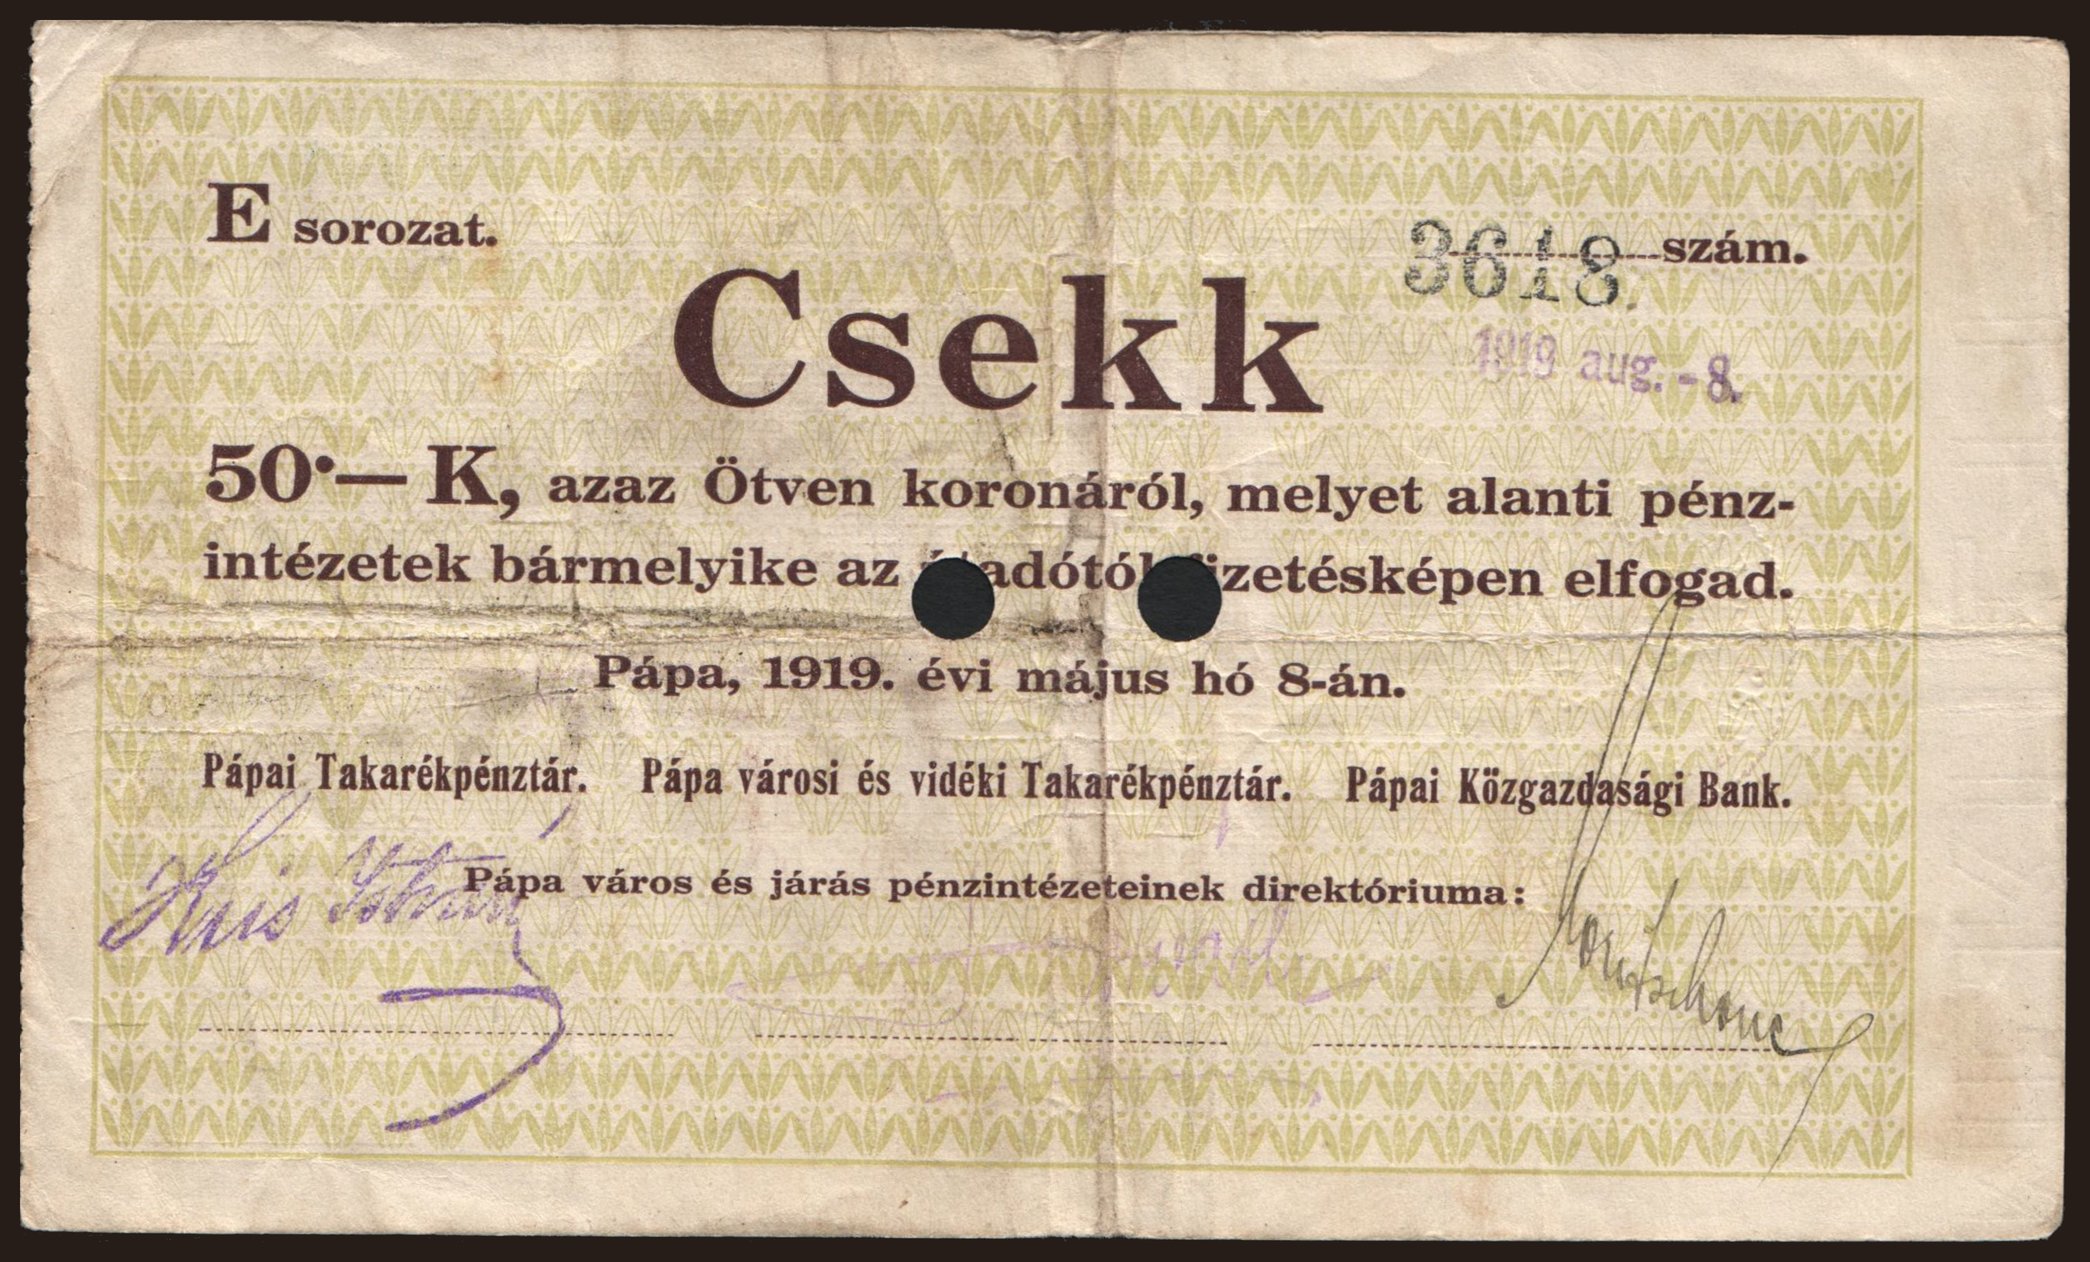 E sorozat.
3618 szám.
Csekk
1919 aug. - 8.
50·— K, azaz Ötven koronáról, melyet alanti pénz-
intézetek bármelyike az fizetésképen elfogad.
Pápa, 1919. évi május hó 8-án.
Pápai Takarékpénztár. Pápa városi és vidéki Takarékpénztár. Pápai Közgazdasági Bank.
Pápa város és járás pénzintézeteinek direktóriuma:
Kis István